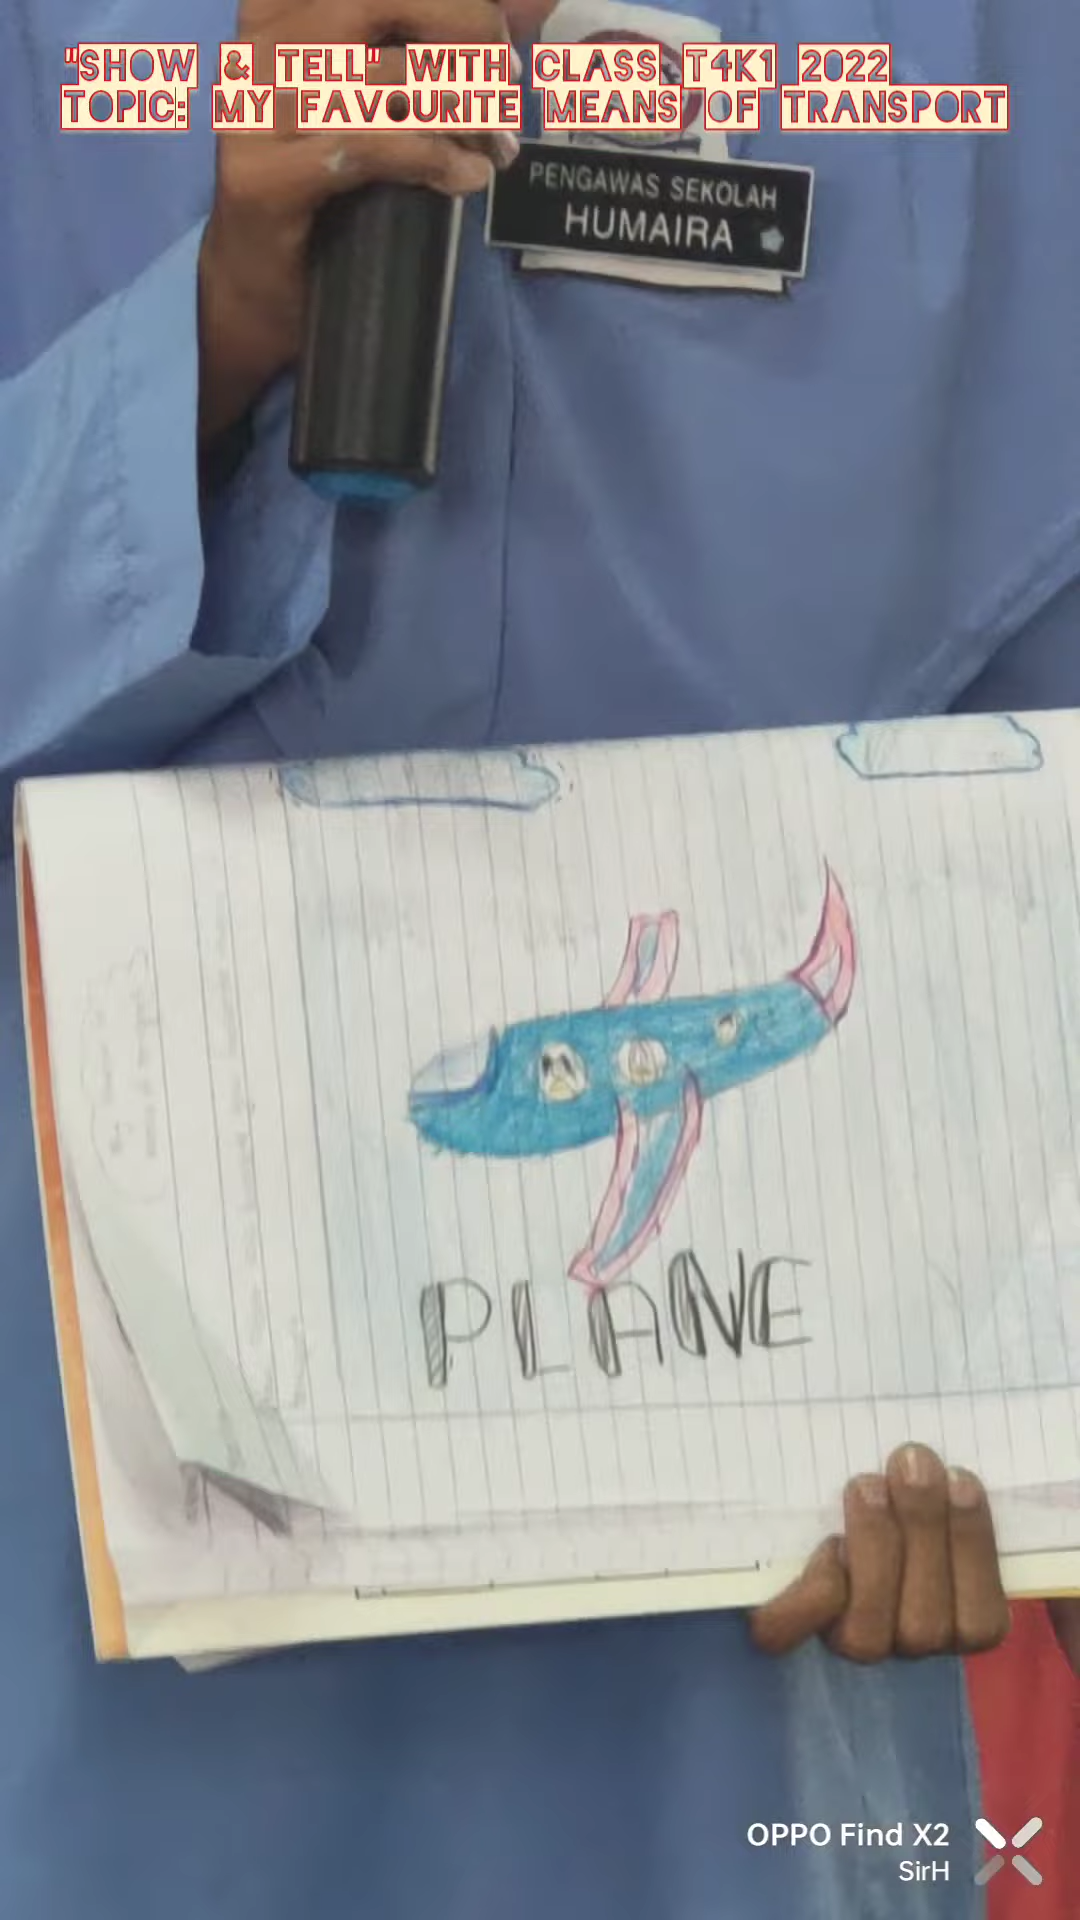 "SHOW & TELL" WITH CLASS T4K1 2022
TOPIC: MY FAVOURITE MEANS OF TRANSPORT
PENGAWAS SEKOLAH
HUMAIRA
PLANE
OPPO Find X2
SirH